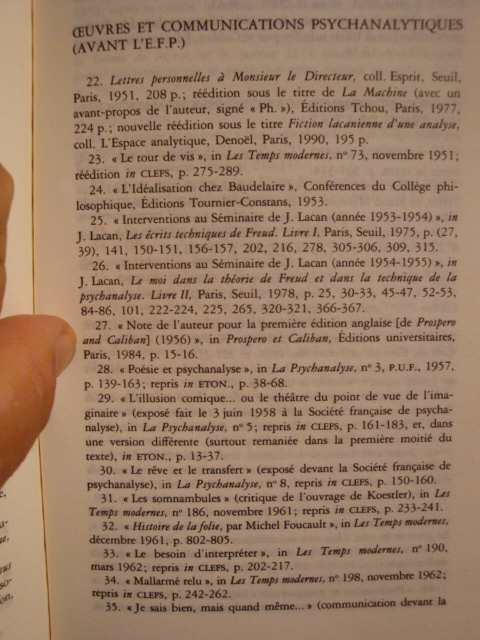 ŒUVRES ET COMMUNICATIONS PSYCHANALYTIQUES
(AVANT L'E.F.P.)
22. Lettres personnelles à Monsieur le Directeur, coll. Esprit, Seuil,
Paris, 1951, 208 p.; réédition sous le titre de La Machine (avec un
avant-propos de l'auteur, signé « Ph. »), Éditions Tchou, Paris, 1977,
224 p.; nouvelle réédition sous le titre Fiction lacanienne d'une analyse,
coll. L'Espace analytique, Denoël, Paris, 1990, 195 p.
23. « Le tour de vis », in Les Temps modernes, n° 73, novembre 1951;
réédition in CLEFS, p. 275-289.
24. « L'Idéalisation chez Baudelaire », Conférences du Collège phi-
losophique, Éditions Tournier-Constans, 1953.
25. « Interventions au Séminaire de J. Lacan (année 1953-1954) », in
J. Lacan, Les écrits techniques de Freud. Livre I, Paris, Seuil, 1975, p. (27,
39), 141, 150-151, 156-157, 202, 216, 278, 305-306, 309, 315.
26. « Interventions au Séminaire de J. Lacan (année 1954-1955) », in
J. Lacan, Le moi dans la théorie de Freud et dans la technique de la
psychanalyse. Livre II, Paris, Seuil, 1978, p. 25, 30-33, 45-47, 52-53,
84-86, 101, 222-224, 225, 265, 320-321, 366-367.
27. « Note de l'auteur pour la première édition anglaise [de Prospero
and Caliban] (1956) », in Prospero et Caliban, Éditions universitaires,
Paris, 1984, p. 15-16.
28. « Poésie et psychanalyse », in La Psychanalyse, n° 3, P.U.F., 1957,
p. 139-163; repris in ETON., p. 38-68.
29. « L'illusion comique... ou le théâtre du point de vue de l'ima-
ginaire » (exposé fait le 3 juin 1958 à la Société française de psycha-
nalyse), in La Psychanalyse, n° 5; repris in CLEFS, p. 161-183, et, dans
une version différente (surtout remaniée dans la première moitié du
texte), in ETON., p. 13-37.
30. « Le rêve et le transfert » (exposé devant la Société française de
psychanalyse), in La Psychanalyse, n° 8, repris in CLEFS, p. 150-160.
31. « Les somnambules » (critique de l'ouvrage de Koestler), in Les
Temps modernes, n° 186, novembre 1961; repris in CLEFS, p. 233-241.
32. « Histoire de la folie, par Michel Foucault », in Les Temps modernes,
décembre 1961, p. 802-805.
33. « Le besoin d'interpréter », in Les Temps modernes, n° 190,
mars 1962; repris in CLEFS, p. 202-217.
34. « Mallarmé relu », in Les Temps modernes, n° 198, novembre 1962;
repris in CLEFS, p. 242-262.
35. « Je sais bien, mais quand même... » (communication devant la